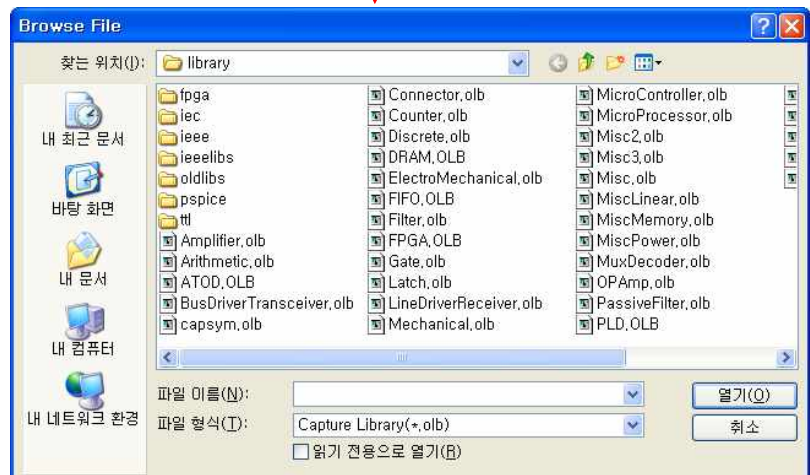 Browse File
찾는 위치(I):
library
내 최근 문서
바탕 화면
내 문서
내 컴퓨터
내 네트워크 환경
fpga
iec
ieee
ieeelibs
oldlibs
pspice
ttl
Amplifier,olb
Arithmetic,olb
ATOD,OLB
BusDriverTransceiver,olb
capsym,olb
Connector,olb
Counter,olb
Discrete,olb
DRAM,OLB
ElectroMechanical,olb
FIFO,OLB
Filter,olb
FPGA,OLB
Gate,olb
Latch,olb
LineDriverReceiver,olb
Mechanical,olb
MicroController,olb
MicroProcessor,olb
Misc2,olb
Misc3,olb
Misc,olb
MiscLinear,olb
MiscMemory,olb
MiscPower,olb
MuxDecoder,olb
OPAmp,olb
PassiveFilter,olb
PLD,OLB
파일 이름(N):
열기(O)
파일 형식(T):
Capture Library(*,olb)
취소
읽기 전용으로 열기(R)